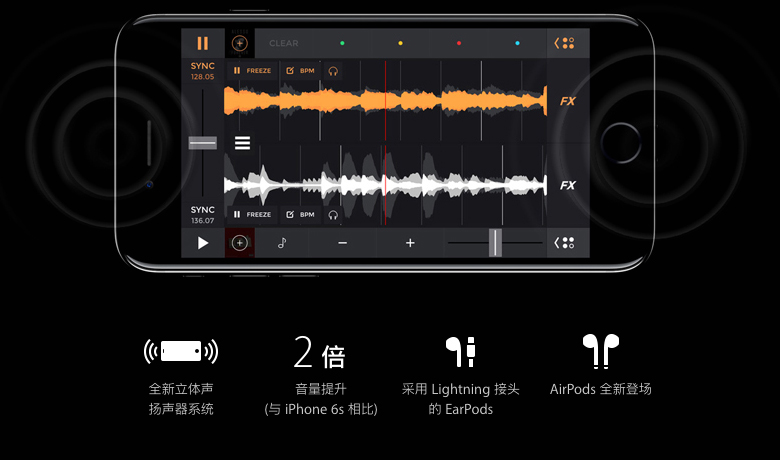 CLEAR
SYNC
128.05
FREEZE
BPM
FX
FX
SYNC
136.07
FREEZE
BPM
2 倍
全新立体声
扬声器系统
音量提升
(与 iPhone 6s 相比)
采用 Lightning 接头
的 EarPods
AirPods 全新登场